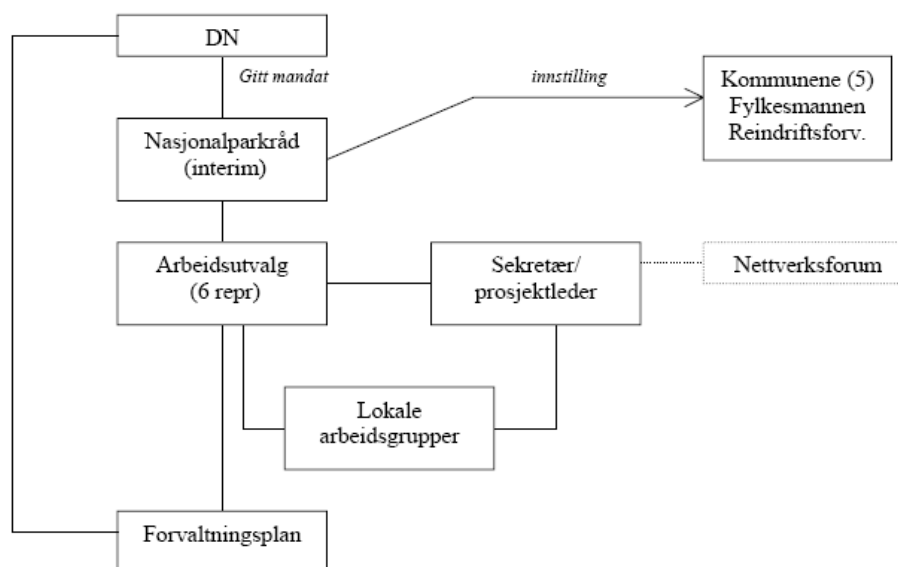 DN
Gitt mandat
innstilling
Kommunene (5)
Fylkesmannen
Reindriftsforv.
Nasjonalparkråd
(interim)
Arbeidsutvalg
(6 repr)
Sekretær/
prosjektleder
Nettverksforum
Lokale
arbeidsgrupper
Forvaltningsplan